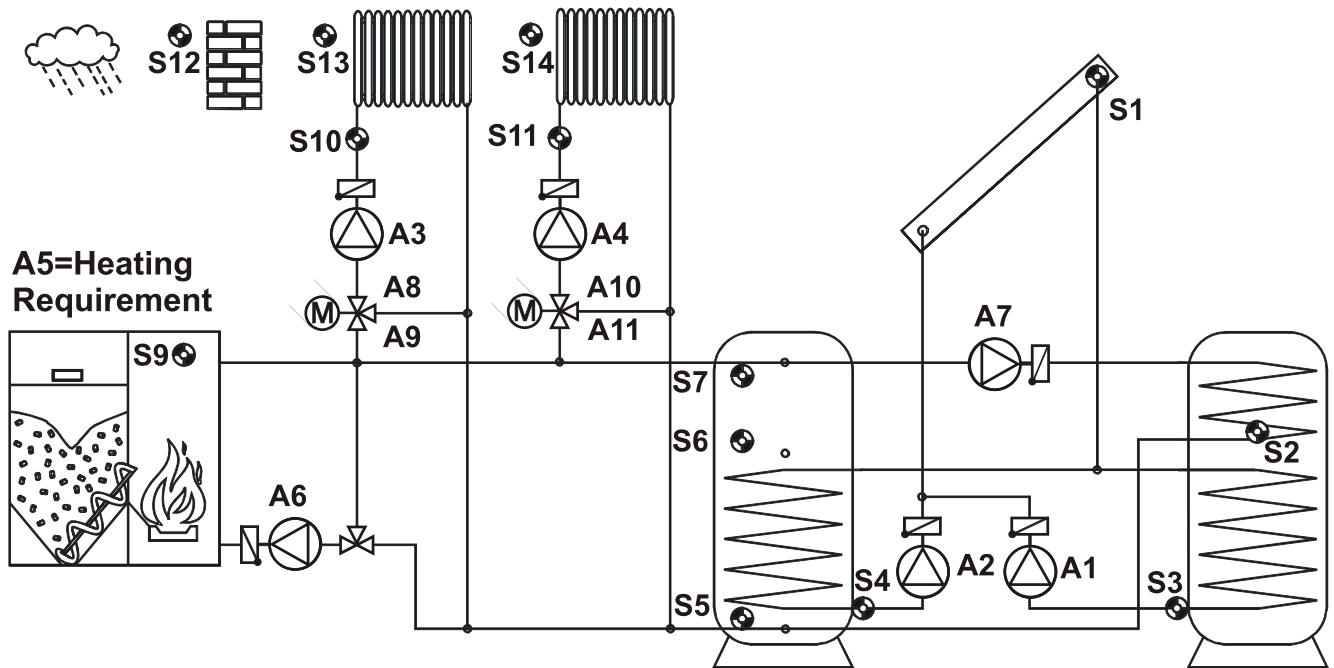 S12
S13
S14
S1
S10
S11
A3
A4
A5=Heating
Requirement
A8
A10
M
M
A9
A11
A7
S9
S7
S6
S2
A6
A2
A1
S4
S3
S5